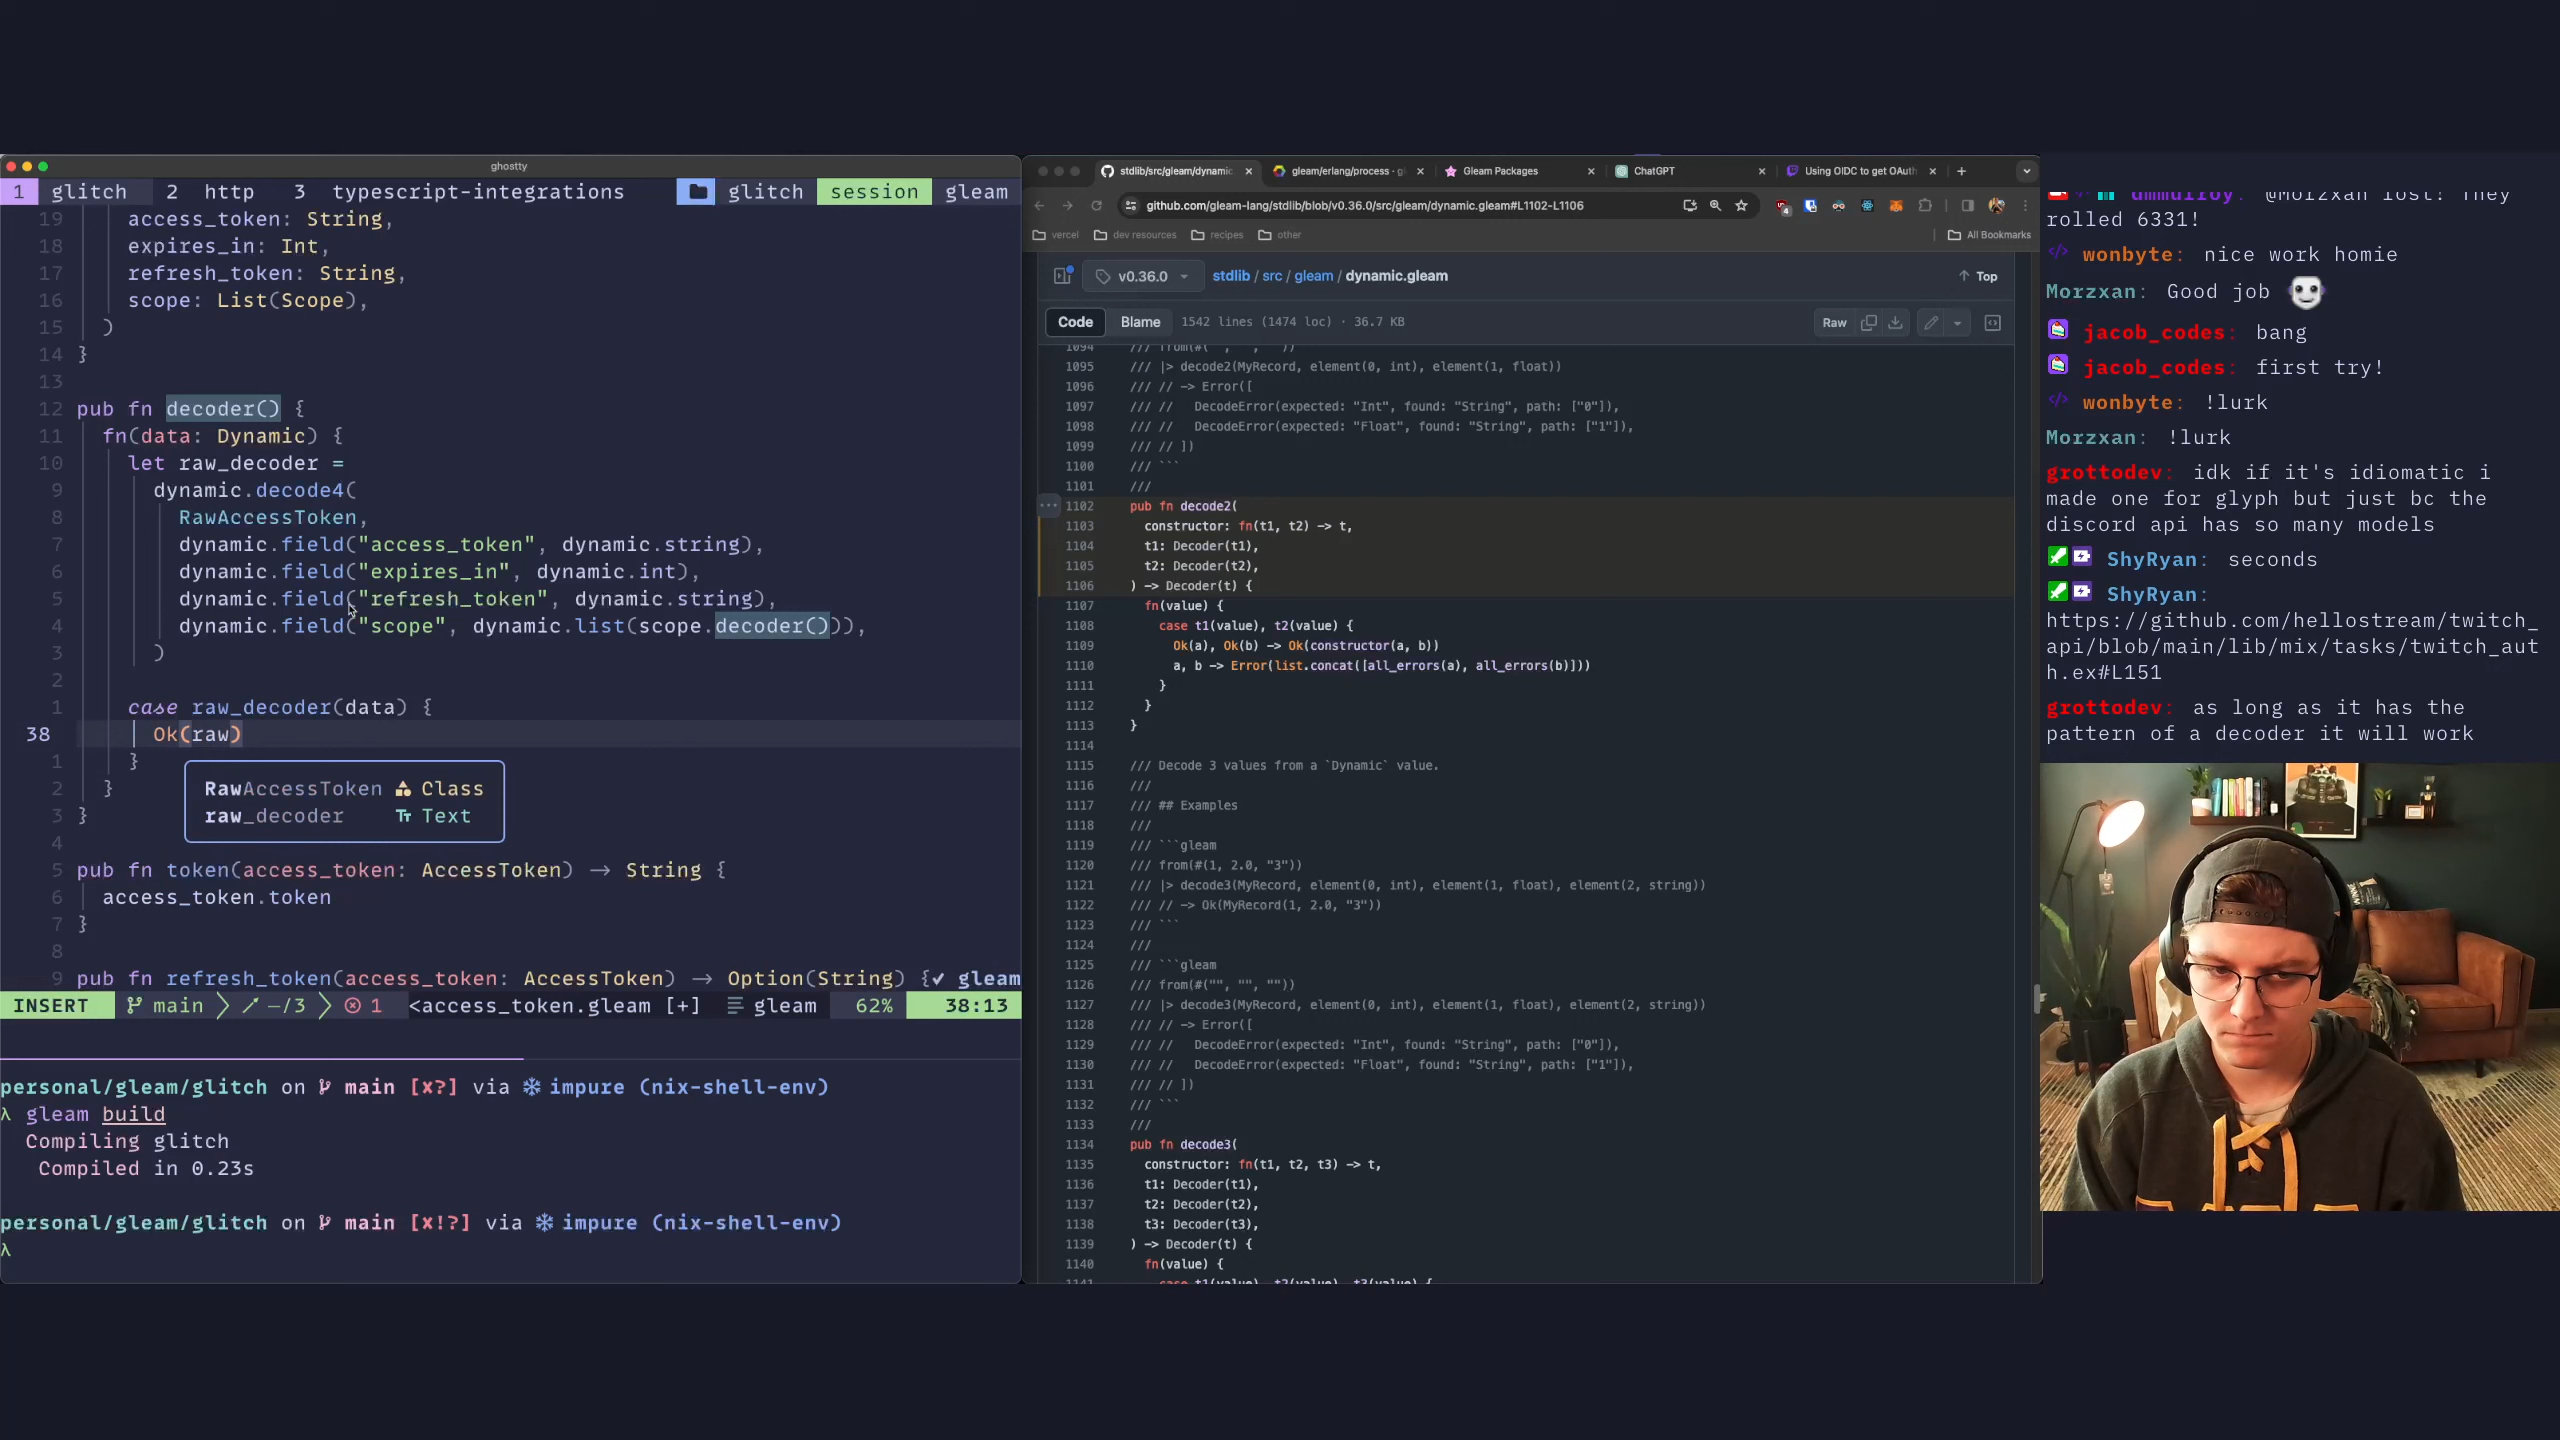 ghostty
1 glitch 2 http 3 typescript-integrations glitch session gleam
19 access_token: String,
18 expires_in: Int,
17 refresh_token: String,
16 scope: List(Scope),
15 )
14 }
13
12 pub fn decoder() {
11 fn(data: Dynamic) {
10 let raw_decoder =
9 dynamic.decode4(
8 RawAccessToken,
7 dynamic.field("access_token", dynamic.string),
6 dynamic.field("expires_in", dynamic.int),
5 dynamic.field("refresh_token", dynamic.string),
4 dynamic.field("scope", dynamic.list(scope.decoder())),
3 )
2
1 case raw_decoder(data) {
38 Ok(raw)
1 }
2 }
3 }
RawAccessToken Class
raw_decoder Text
4
5 pub fn token(access_token: AccessToken) → String {
6 access_token.token
7 }
8
9 pub fn refresh_token(access_token: AccessToken) → Option(String) {✓ gleam
INSERT main ~/3 1 <access_token.gleam [+] gleam 62% 38:13
personal/gleam/glitch on main [✘?] via ❄ impure (nix-shell-env)
λ gleam build
Compiling glitch
Compiled in 0.23s
personal/gleam/glitch on main [✘!?] via ❄ impure (nix-shell-env)
λ
stdlib/src/gleam/dynamic. gleam/erlang/process · g Gleam Packages ChatGPT Using OIDC to get OAuth
github.com/gleam-lang/stdlib/blob/v0.36.0/src/gleam/dynamic.gleam#L1102-L1106
vercel dev resources recipes other All Bookmarks
v0.36.0 stdlib / src / gleam / dynamic.gleam Top
Code Blame 1542 lines (1474 loc) · 36.7 KB Raw
1094 /// from(#("", "", ""))
1095 /// |> decode2(MyRecord, element(0, int), element(1, float))
1096 /// // -> Error([
1097 /// //   DecodeError(expected: "Int", found: "String", path: ["0"]),
1098 /// //   DecodeError(expected: "Float", found: "String", path: ["1"]),
1099 /// // ])
1100 /// ```
1101 ///
1102 pub fn decode2(
1103 constructor: fn(t1, t2) -> t,
1104 t1: Decoder(t1),
1105 t2: Decoder(t2),
1106 ) -> Decoder(t) {
1107 fn(value) {
1108 case t1(value), t2(value) {
1109 Ok(a), Ok(b) -> Ok(constructor(a, b))
1110 a, b -> Error(list.concat([all_errors(a), all_errors(b)]))
1111 }
1112 }
1113 }
1114
1115 /// Decode 3 values from a `Dynamic` value.
1116 ///
1117 /// ## Examples
1118 ///
1119 /// ```gleam
1120 /// from(#(1, 2.0, "3"))
1121 /// |> decode3(MyRecord, element(0, int), element(1, float), element(2, string))
1122 /// // -> Ok(MyRecord(1, 2.0, "3"))
1123 /// ```
1124 ///
1125 /// ```gleam
1126 /// from(#("", "", ""))
1127 /// |> decode3(MyRecord, element(0, int), element(1, float), element(2, string))
1128 /// // -> Error([
1129 /// //   DecodeError(expected: "Int", found: "String", path: ["0"]),
1130 /// //   DecodeError(expected: "Float", found: "String", path: ["1"]),
1131 /// // ])
1132 /// ```
1133 ///
1134 pub fn decode3(
1135 constructor: fn(t1, t2, t3) -> t,
1136 t1: Decoder(t1),
1137 t2: Decoder(t2),
1138 t3: Decoder(t3),
1139 ) -> Decoder(t) {
1140 fn(value) {
1141 case t1(value), t2(value), t3(value) {
dmmulroy: @Morzxan lost! They
rolled 6331!
wonbyte: nice work homie
Morzxan: Good job
jacob_codes: bang
jacob_codes: first try!
wonbyte: !lurk
Morzxan: !lurk
grottodev: idk if it's idiomatic i
made one for glyph but just bc the
discord api has so many models
ShyRyan: seconds
ShyRyan:
https://github.com/hellostream/twitch_
api/blob/main/lib/mix/tasks/twitch_aut
h.ex#L151
grottodev: as long as it has the
pattern of a decoder it will work